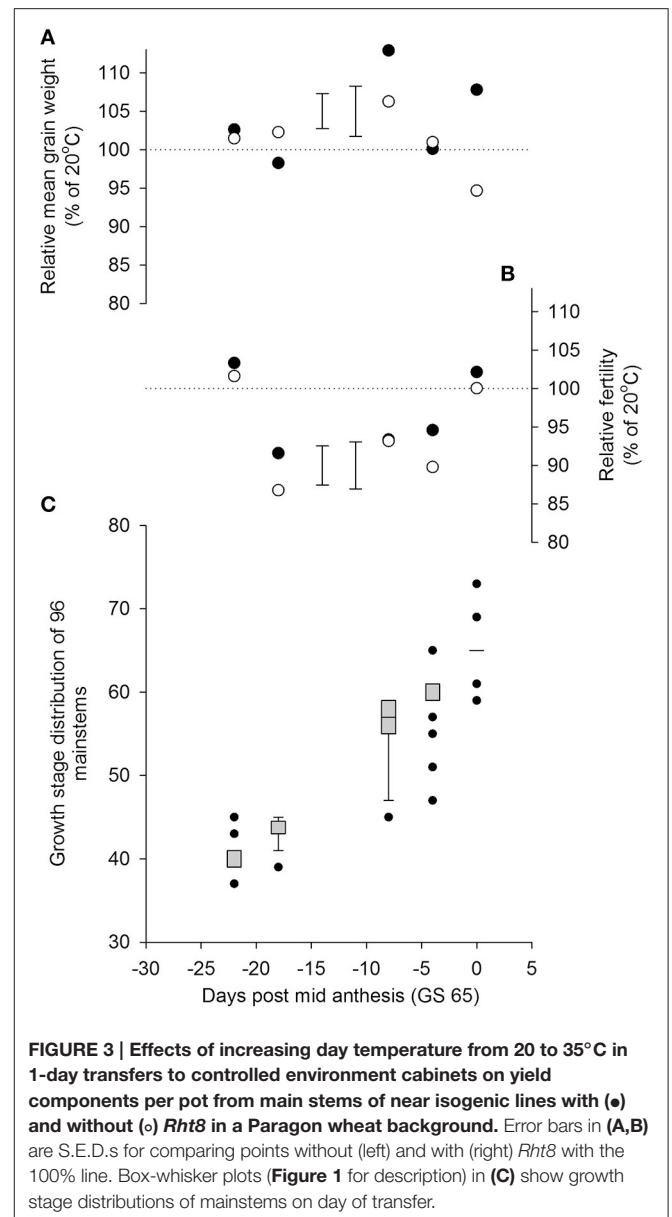 A
Relative mean grain weight
(% of 20°C)
110
105
100
95
90
85
80
B
Relative fertility
(% of 20°C)
110
105
100
95
90
85
80
C
Growth stage distribution of 96
mainstems
80
70
60
50
40
30
-30 -25 -20 -15 -10 -5 0 5
Days post mid anthesis (GS 65)
FIGURE 3 | Effects of increasing day temperature from 20 to 35°C in
1-day transfers to controlled environment cabinets on yield
components per pot from main stems of near isogenic lines with (●)
and without (○) Rht8 in a Paragon wheat background. Error bars in (A,B)
are S.E.D.s for comparing points without (left) and with (right) Rht8 with the
100% line. Box-whisker plots (Figure 1 for description) in (C) show growth
stage distributions of mainstems on day of transfer.